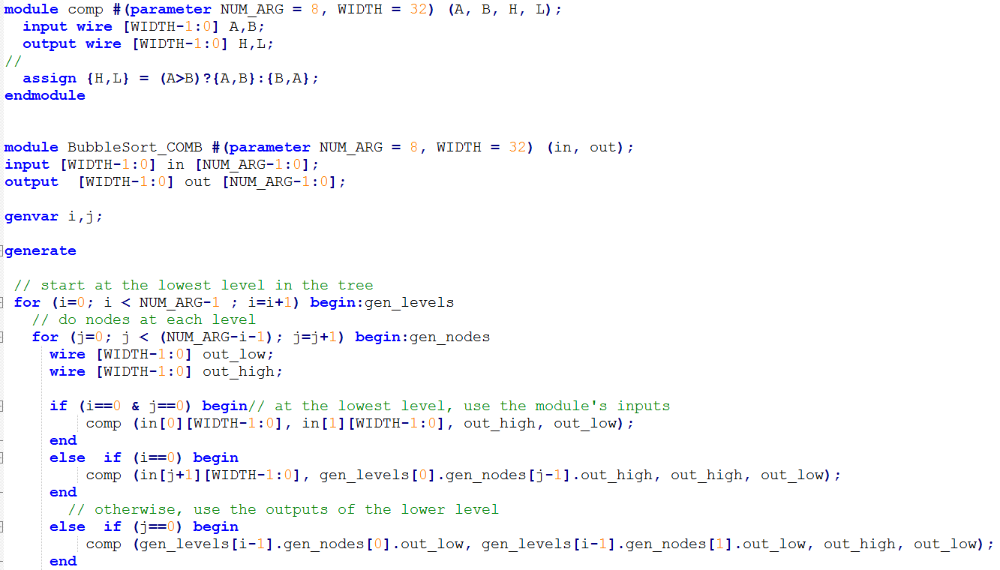 module comp #(parameter NUM_ARG = 8, WIDTH = 32) (A, B, H, L);
input wire [WIDTH-1:0] A,B;
output wire [WIDTH-1:0] H,L;
//
assign {H,L} = (A>B)?{A,B}:{B,A};
endmodule
module BubbleSort_COMB #(parameter NUM_ARG = 8, WIDTH = 32) (in, out);
input [WIDTH-1:0] in [NUM_ARG-1:0];
output [WIDTH-1:0] out [NUM_ARG-1:0];
genvar i,j;
generate
// start at the lowest level in the tree
for (i=0; i < NUM_ARG-1 ; i=i+1) begin:gen_levels
// do nodes at each level
for (j=0; j < (NUM_ARG-i-1); j=j+1) begin:gen_nodes
wire [WIDTH-1:0] out_low;
wire [WIDTH-1:0] out_high;
if (i==0 & j==0) begin// at the lowest level, use the module's inputs
comp (in[0][WIDTH-1:0], in[1][WIDTH-1:0], out_high, out_low);
end
else if (i==0) begin
comp (in[j+1][WIDTH-1:0], gen_levels[0].gen_nodes[j-1].out_high, out_high, out_low);
end
// otherwise, use the outputs of the lower level
else if (j==0) begin
comp (gen_levels[i-1].gen_nodes[0].out_low, gen_levels[i-1].gen_nodes[1].out_low, out_high, out_low);
end